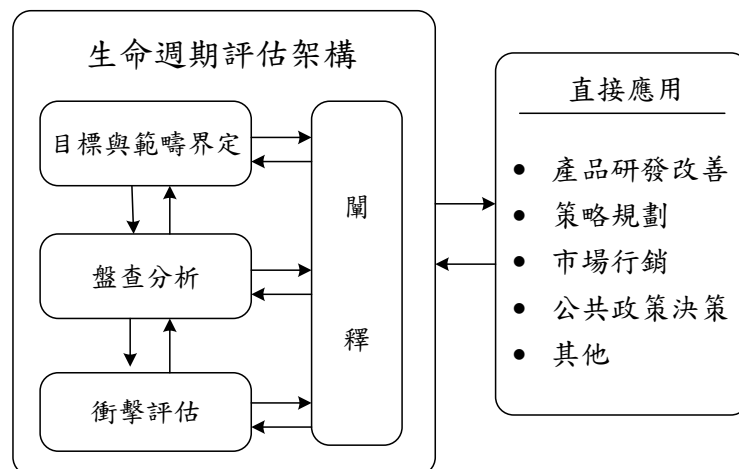 生命週期評估架構
目標與範疇界定
盤查分析
衝擊評估
闡
釋
直接應用
● 產品研發改善
● 策略規劃
● 市場行銷
● 公共政策決策
● 其他